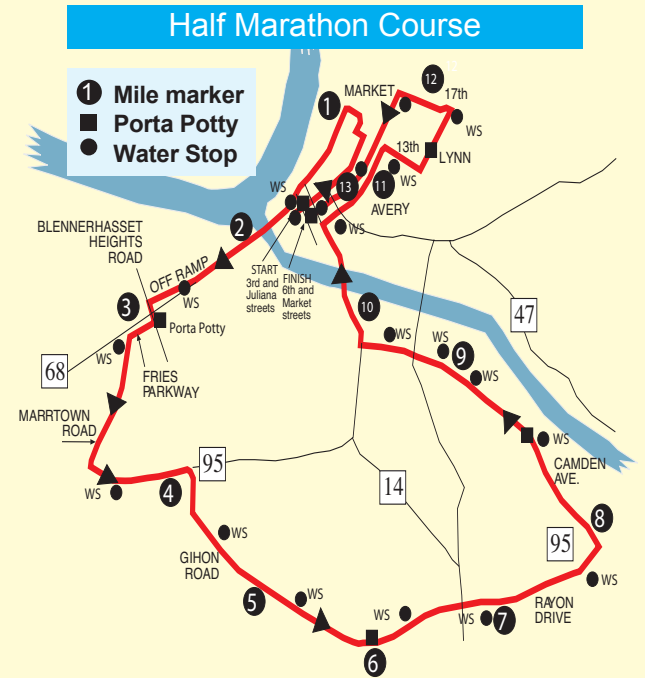 Half Marathon Course
1 Mile marker
Porta Potty
Water Stop
1
MARKET
12
17th
WS
13th
LYNN
WS
11
AVERY
13
WS
WS
BLENNERHASSET
HEIGHTS
ROAD
2
OFF RAMP
START
3rd and
Juliana
streets
FINISH
6th and
Market
streets
WS
3
Porta Potty
10
47
WS
68
FRIES
PARKWAY
WS
WS
9
WS
MARRTOWN
ROAD
WS
95
4
14
WS
CAMDEN
AVE.
8
95
WS
GIHON
ROAD
5
WS
WS
6
WS
7
RAYON
DRIVE
WS